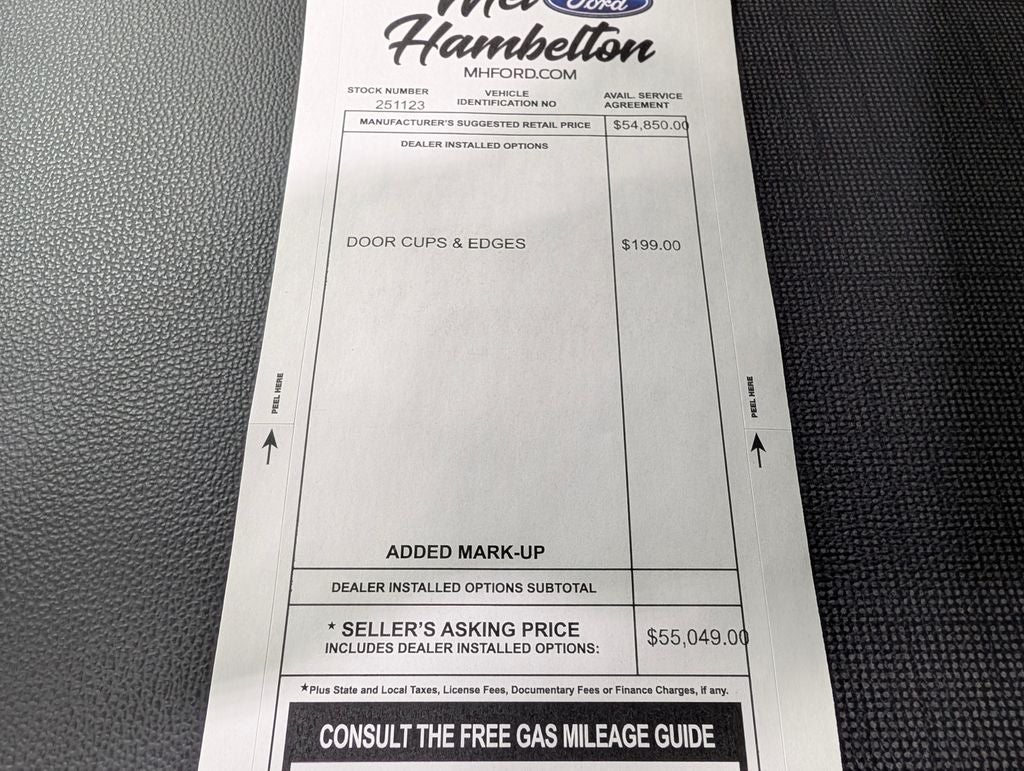 Mel Ford
Hambelton
MHFORD.COM
STOCK NUMBER
251123
VEHICLE
IDENTIFICATION NO
AVAIL. SERVICE
AGREEMENT
MANUFACTURER'S SUGGESTED RETAIL PRICE $54,850.00
DEALER INSTALLED OPTIONS
DOOR CUPS & EDGES $199.00
PEEL HERE
PEEL HERE
ADDED MARK-UP
DEALER INSTALLED OPTIONS SUBTOTAL
* SELLER'S ASKING PRICE $55,049.00
INCLUDES DEALER INSTALLED OPTIONS:
*Plus State and Local Taxes, License Fees, Documentary Fees or Finance Charges, if any.
CONSULT THE FREE GAS MILEAGE GUIDE